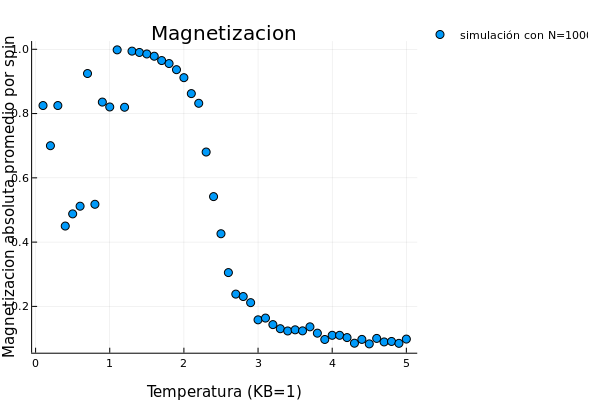 Magnetizacion
simulación con N=100
Magnetizacion absoluta promedio por spin
1.0
0.8
0.6
0.4
0.2
0
1
2
3
4
5
Temperatura (KB=1)